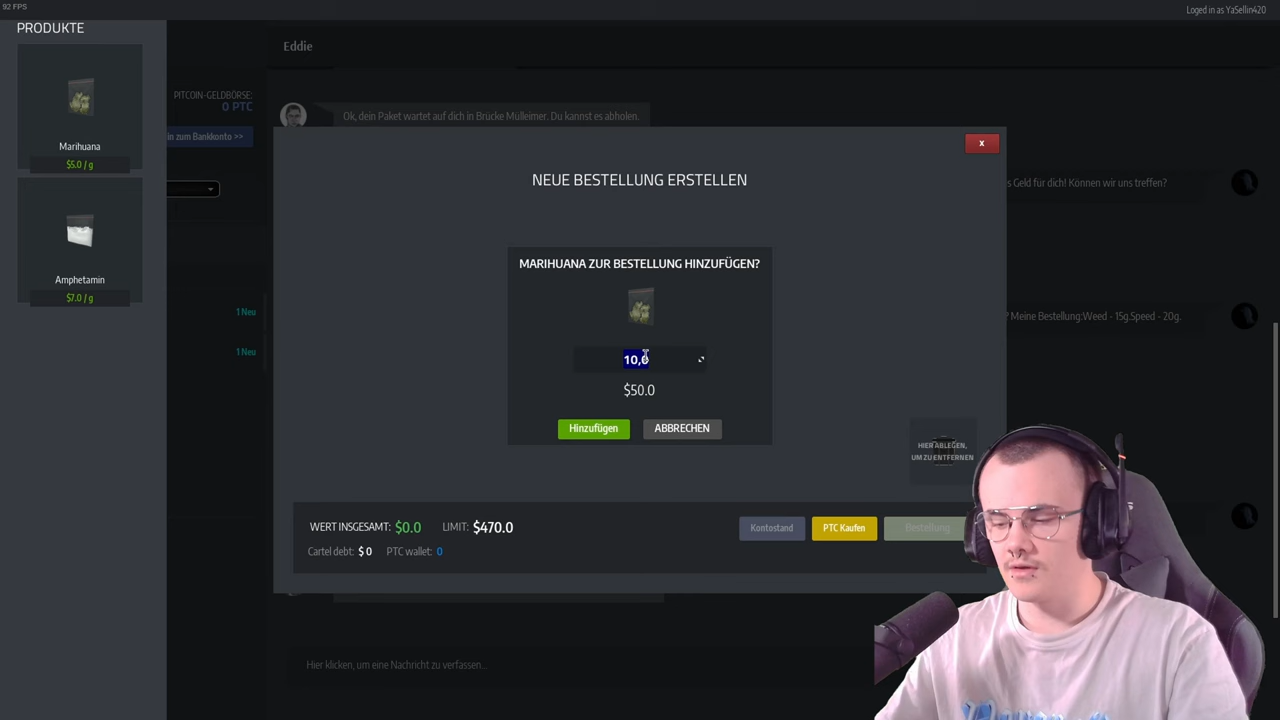 92 FPS
Loged in as YaSellin420
PRODUKTE
Eddie
PITCOIN-GELDBÖRSE:
0 PTC
in zum Bankkonto >>
Marihuana
$5.0 / g
Amphetamin
$7.0 / g
1 Neu
1 Neu
Ok, dein Paket wartet auf dich in Brücke Mülleimer. Du kannst es abholen.
s Geld für dich! Können wir uns treffen?
? Meine Bestellung:Weed - 15g.Speed - 20g.
x
NEUE BESTELLUNG ERSTELLEN
MARIHUANA ZUR BESTELLUNG HINZUFÜGEN?
10,0
$50.0
Hinzufügen
ABBRECHEN
HIER ABLEGEN,
UM ZU ENTFERNEN
WERT INSGESAMT: $0.0 LIMIT: $470.0
Cartel debt: $ 0 PTC wallet: 0
Kontostand
PTC Kaufen
Bestellung
Hier klicken, um eine Nachricht zu verfassen...